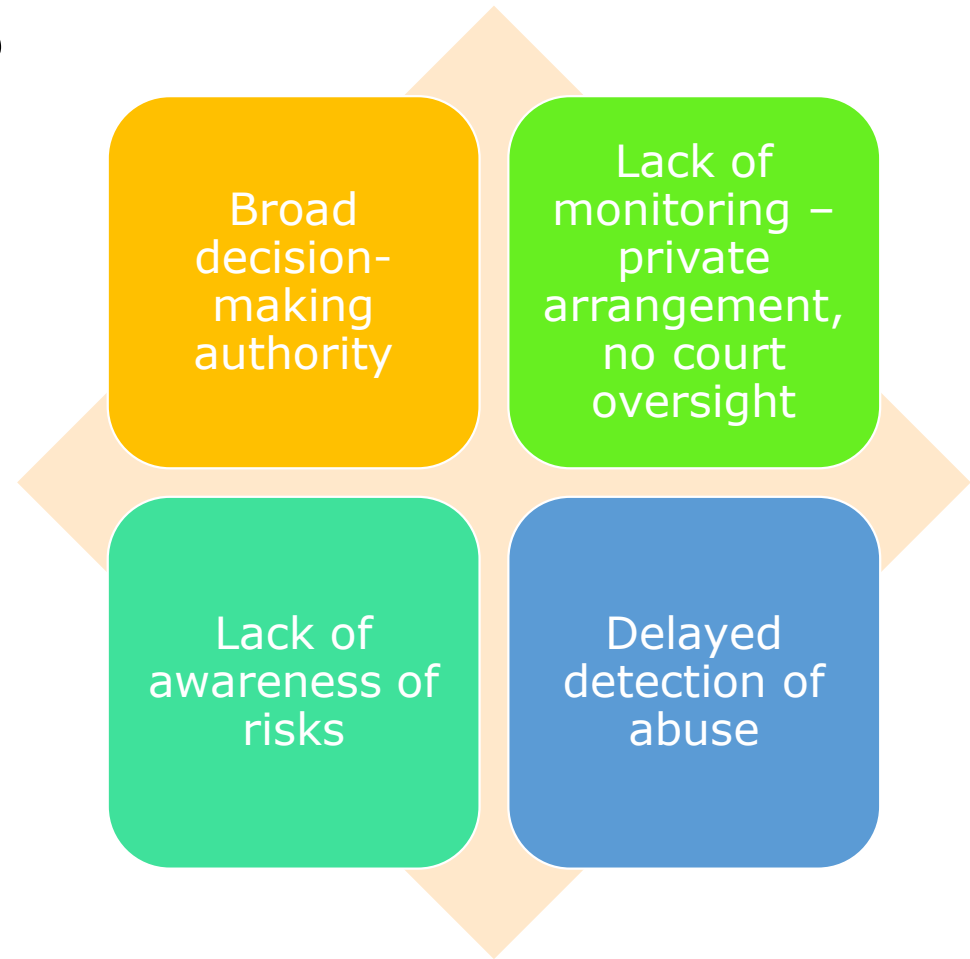 )
Broad
decision-
making
authority
Lack of
monitoring –
private
arrangement,
no court
oversight
Lack of
awareness of
risks
Delayed
detection of
abuse